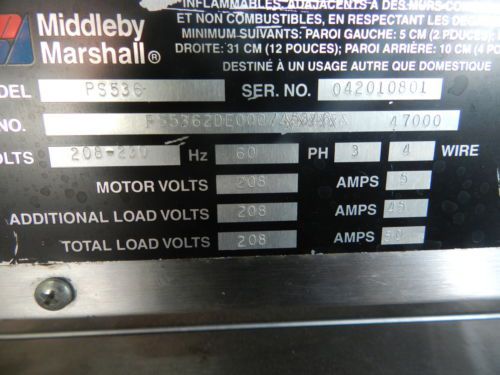 Middleby
Marshall®
INFLAMMABLES, ADJACENTS A DES MURS
ET NON COMBUSTIBLES, EN RESPECTANT LES
MINIMUM SUIVANTS: PAROI GAUCHE: 5 CM (2
DROITE: 31 CM (12 POUCES); PAROI ARRIÈRE: 10 CM (4
DESTINÉ À UN USAGE AUTRE QUE DOMESTIQUE
DEL PS536 SER. NO. 042010801
NO. 47000
OLTS 208-230 Hz 60 PH 3 4 WIRE
MOTOR VOLTS 208 AMPS 5
ADDITIONAL LOAD VOLTS 208 AMPS 45
TOTAL LOAD VOLTS 208 AMPS 50